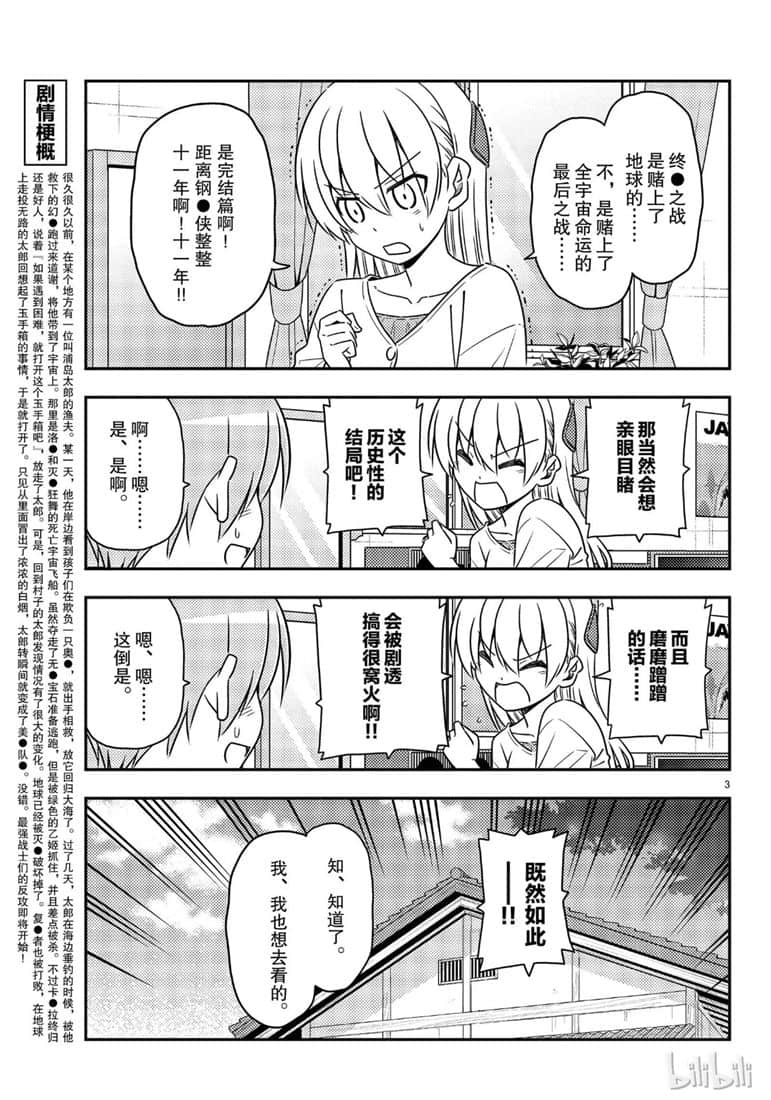 终●之战
是赌上了
地球的……
不，是赌上了
全宇宙命运的
最后之战！
是完结篇啊！
距离钢●侠整整
十一年啊！十一年！！
那当然会想
亲眼目睹
这个
历史性的
结局吧！
啊……嗯……
是、是啊。
JA
而且
磨磨蹭蹭
的话……
会被剧透
搞得很窝火啊！！
嗯、嗯……
这倒是。
JA
3
既然如此
——！！
知、知道了。
我、我也想去看的。
剧情梗概
很久很久以前，在某个地方有一位叫浦岛太郎的渔夫。某一天，他在岸边看到孩子们在欺负一只奥●，就出手相救，放它回归大海了。过了几天，太郎在海边垂钓的时候，被他
救下的幻●跑过来道谢，将他带到了宇宙上。那里是洛●和灭●狂舞的死亡宇宙飞船。虽然夺走了无●宝石准备逃跑，但是被绿色的乙姬抓住，并且差点被杀。不过卡●拉终归
还是好人，说着『如果遇到困难，就打开这个玉手箱吧』，放走了太郎。可是，回到村子的太郎发现情况有了很大的变化。地球已经被灭●破坏掉了。复●者也被打败，在地球
上走投无路的太郎回想起了玉手箱的事情，于是就打开了。只见从里面冒出了浓浓的白烟，太郎转瞬间就变成了美●队●。没错。最强战士们的反攻即将开始！
bilibili